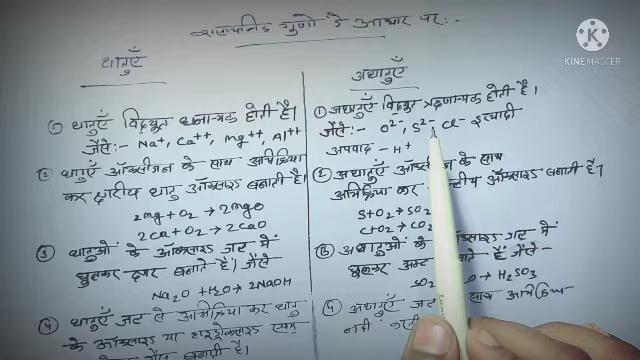 रासायनिक गुणों के आधार पर :-
धातुएँ
① धातुएँ विद्युत धनात्मक होती है।
जैसे:- Na⁺, Ca⁺⁺, Mg⁺⁺, Al⁺⁺⁺
② धातुएँ ऑक्सीजन के साथ अभिक्रिया
कर क्षारीय धातु ऑक्साइड बनाती है।
2mg + O₂ → 2mgO
2Ca + O₂ → 2CaO
③ धातुओं के ऑक्साइड जल में
घुलकर क्षार बनाते हैं। जैसे
Na₂O + H₂O → 2NaOH
④ धातुएँ जल से अभिक्रिया कर धातु
के ऑक्साइड या हाइड्रोक्साइड एवम्
बनाती है।
अधातुएँ
① अधातुएँ विद्युत ऋणात्मक होती है।
जैसे:- O²⁻, S²⁻, Cl⁻ इत्यादी
अपवाद - H⁺
② अधातुएँ ऑक्सीजन के साथ
अभिक्रिया कर ऑक्साइड बनाती है।
S + O₂ → SO₂
C + O₂ → CO₂
③ अधातुओं के ऑक्साइड जल में
घुलकर अम्ल हैं जैसे -
SO₂ → H₂SO₃
④ अधातुएँ साथ अभिक्रिया
नहीं
KINEMASTER